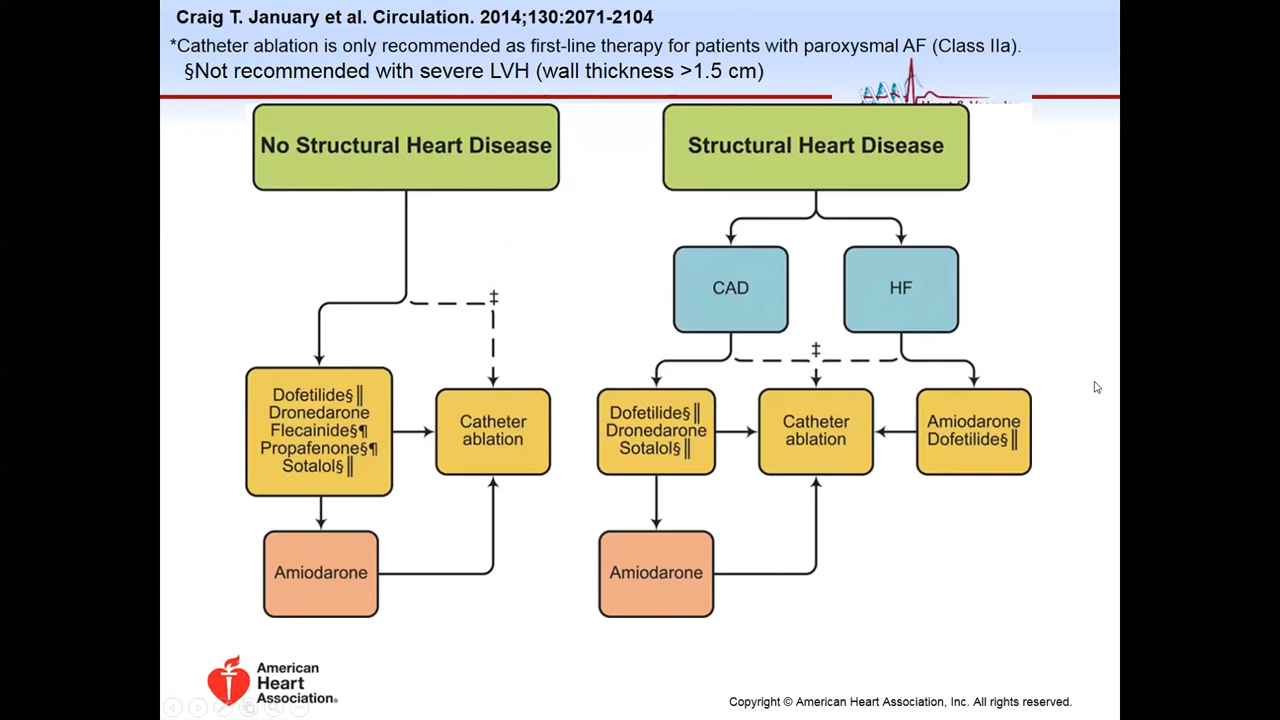 Craig T. January et al. Circulation. 2014;130:2071-2104
*Catheter ablation is only recommended as first-line therapy for patients with paroxysmal AF (Class IIa).
§Not recommended with severe LVH (wall thickness >1.5 cm)
No Structural Heart Disease
‡
Dofetilide§‖
Dronedarone
Flecainide§¶
Propafenone§¶
Sotalol§‖
Catheter
ablation
Amiodarone
Structural Heart Disease
CAD
HF
‡
Dofetilide§‖
Dronedarone
Sotalol§‖
Catheter
ablation
Amiodarone
Dofetilide§‖
Amiodarone
American
Heart
Association®
Copyright © American Heart Association, Inc. All rights reserved.